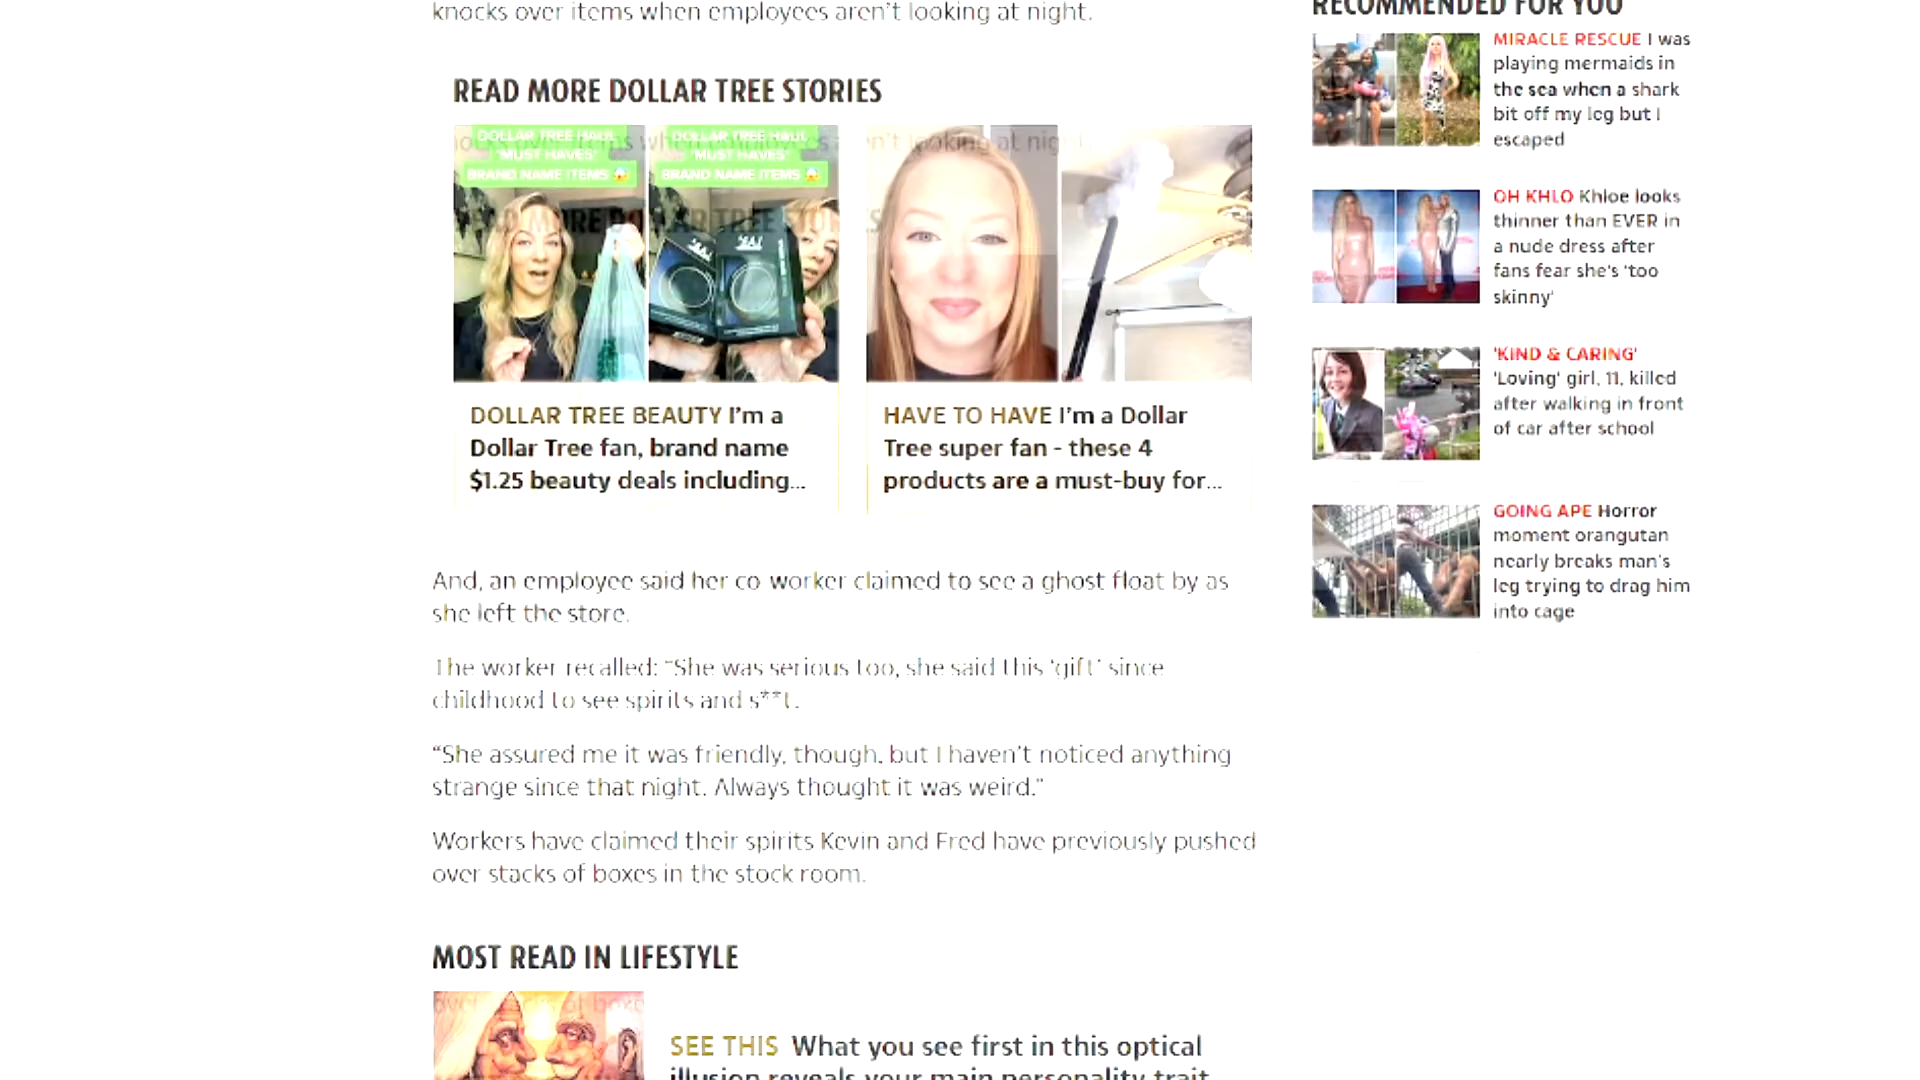 knocks over items when employees aren't looking at night.
READ MORE DOLLAR TREE STORIES
DOLLAR TREE HAUL
"MUST HAVES"
BRAND NAME ITEMS
DOLLAR TREE HAUL
"MUST HAVES"
BRAND NAME ITEMS
DOLLAR TREE BEAUTY I'm a
Dollar Tree fan, brand name
$1.25 beauty deals including...
HAVE TO HAVE I'm a Dollar
Tree super fan - these 4
products are a must-buy for...
And, an employee said her co-worker claimed to see a ghost float by as
she left the store.
The worker recalled: “She was serious too, she said this ‘gift’ since
childhood to see spirits and s**t.
“She assured me it was friendly, though, but I haven't noticed anything
strange since that night. Always thought it was weird.”
Workers have claimed their spirits Kevin and Fred have previously pushed
over stacks of boxes in the stock room.
MOST READ IN LIFESTYLE
SEE THIS What you see first in this optical
illusion reveals your main personality trait
RECOMMENDED FOR YOU
MIRACLE RESCUE I was
playing mermaids in
the sea when a shark
bit off my leg but I
escaped
OH KHLO Khloe looks
thinner than EVER in
a nude dress after
fans fear she's 'too
skinny'
'KIND & CARING'
'Loving' girl, 11, killed
after walking in front
of car after school
GOING APE Horror
moment orangutan
nearly breaks man's
leg trying to drag him
into cage